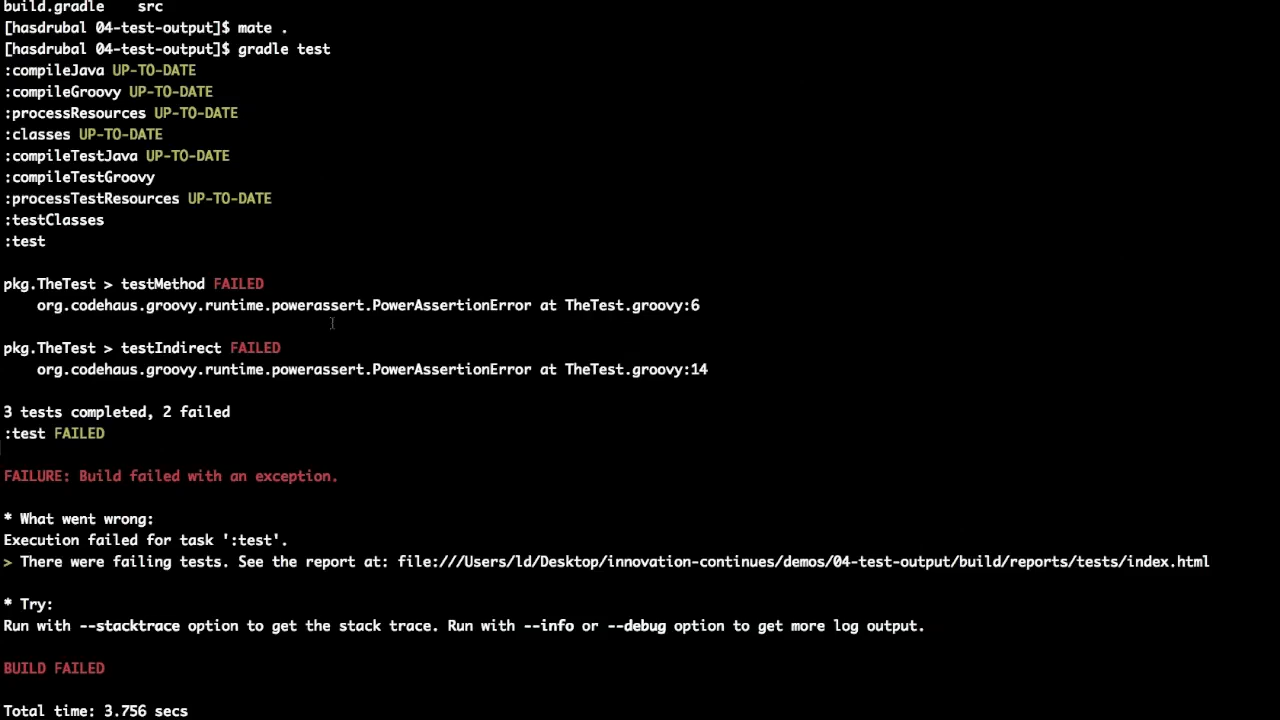 build.gradle    src
[hasdrubal 04-test-output]$ mate .
[hasdrubal 04-test-output]$ gradle test
:compileJava UP-TO-DATE
:compileGroovy UP-TO-DATE
:processResources UP-TO-DATE
:classes UP-TO-DATE
:compileTestJava UP-TO-DATE
:compileTestGroovy
:processTestResources UP-TO-DATE
:testClasses
:test
pkg.TheTest > testMethod FAILED
    org.codehaus.groovy.runtime.powerassert.PowerAssertionError at TheTest.groovy:6
pkg.TheTest > testIndirect FAILED
    org.codehaus.groovy.runtime.powerassert.PowerAssertionError at TheTest.groovy:14
3 tests completed, 2 failed
:test FAILED
FAILURE: Build failed with an exception.
* What went wrong:
Execution failed for task ':test'.
> There were failing tests. See the report at: file:///Users/ld/Desktop/innovation-continues/demos/04-test-output/build/reports/tests/index.html
* Try:
Run with --stacktrace option to get the stack trace. Run with --info or --debug option to get more log output.
BUILD FAILED
Total time: 3.756 secs